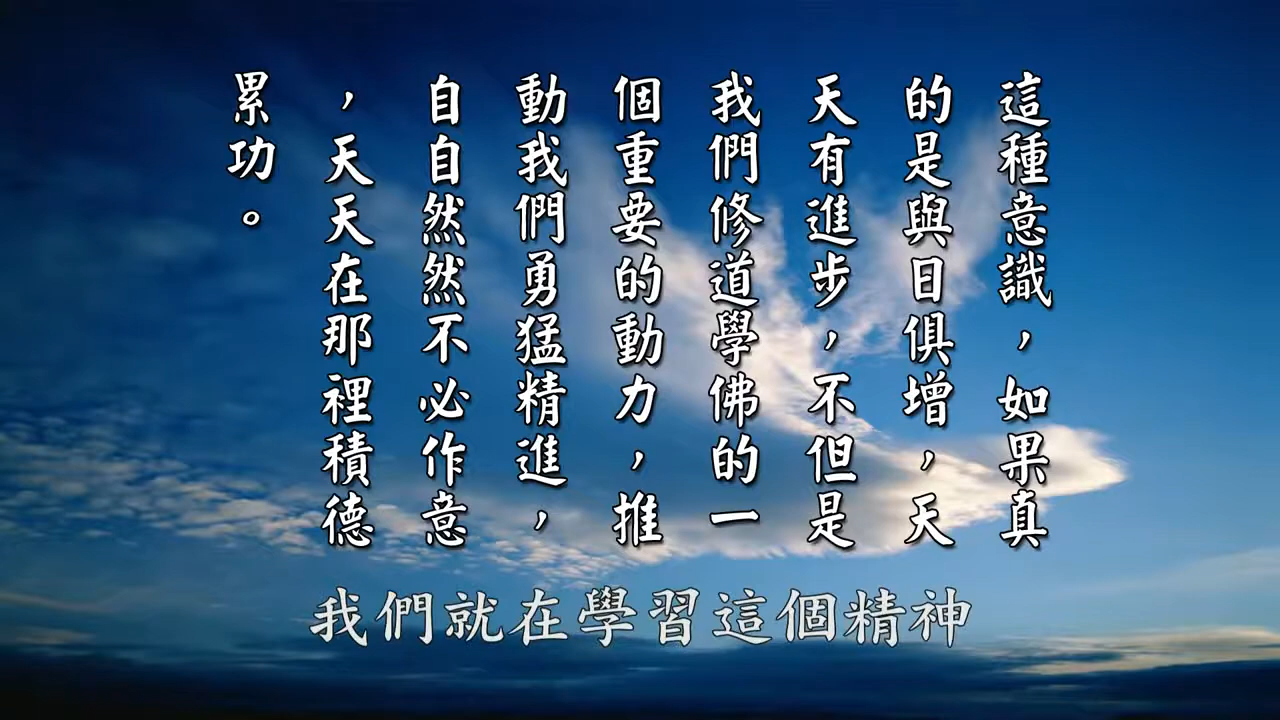 這種意識，如果真
的是與日俱增，天
天有進步，不但是
我們修道學佛的一
個重要的動力，推
動我們勇猛精進，
自自然然不必作意
，天天在那裡積德
累功。
我們就在學習這個精神